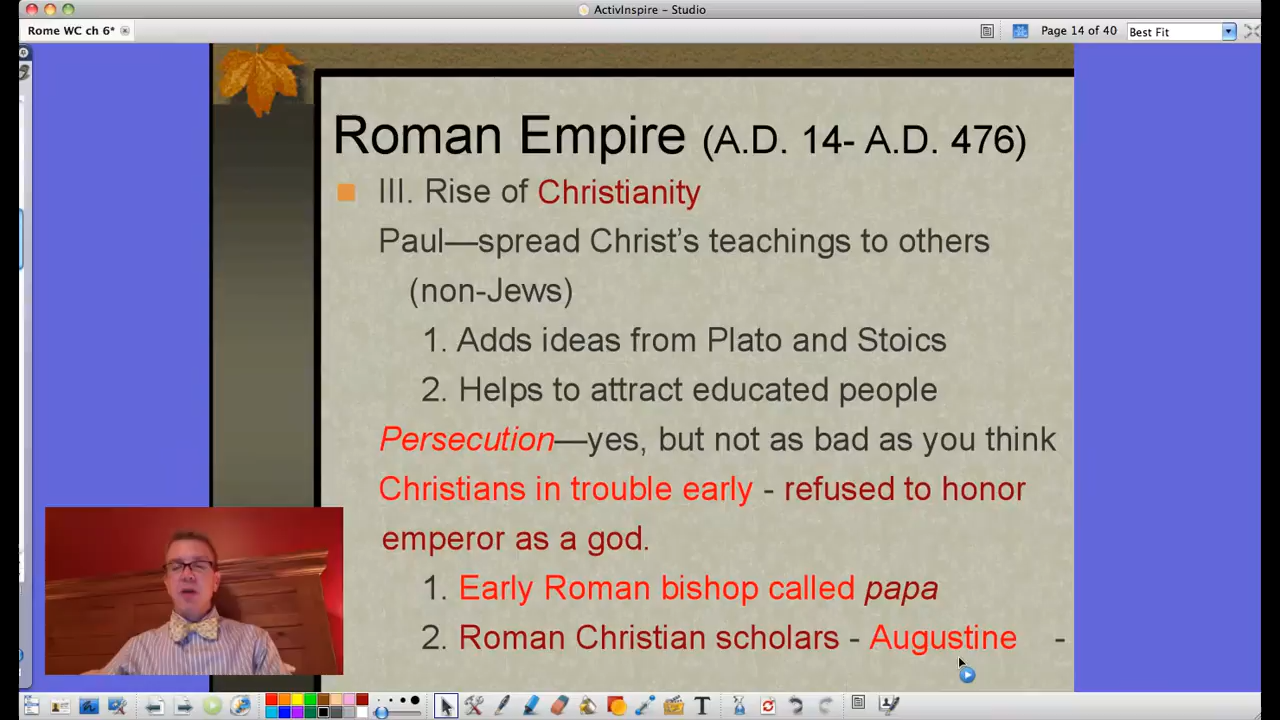 ActivInspire – Studio
Rome WC ch 6*
Page 14 of 40
Best Fit
Roman Empire (A.D. 14- A.D. 476)
III. Rise of Christianity
Paul—spread Christ’s teachings to others
(non-Jews)
1. Adds ideas from Plato and Stoics
2. Helps to attract educated people
Persecution—yes, but not as bad as you think
Christians in trouble early - refused to honor
emperor as a god.
1. Early Roman bishop called papa
2. Roman Christian scholars - Augustine -